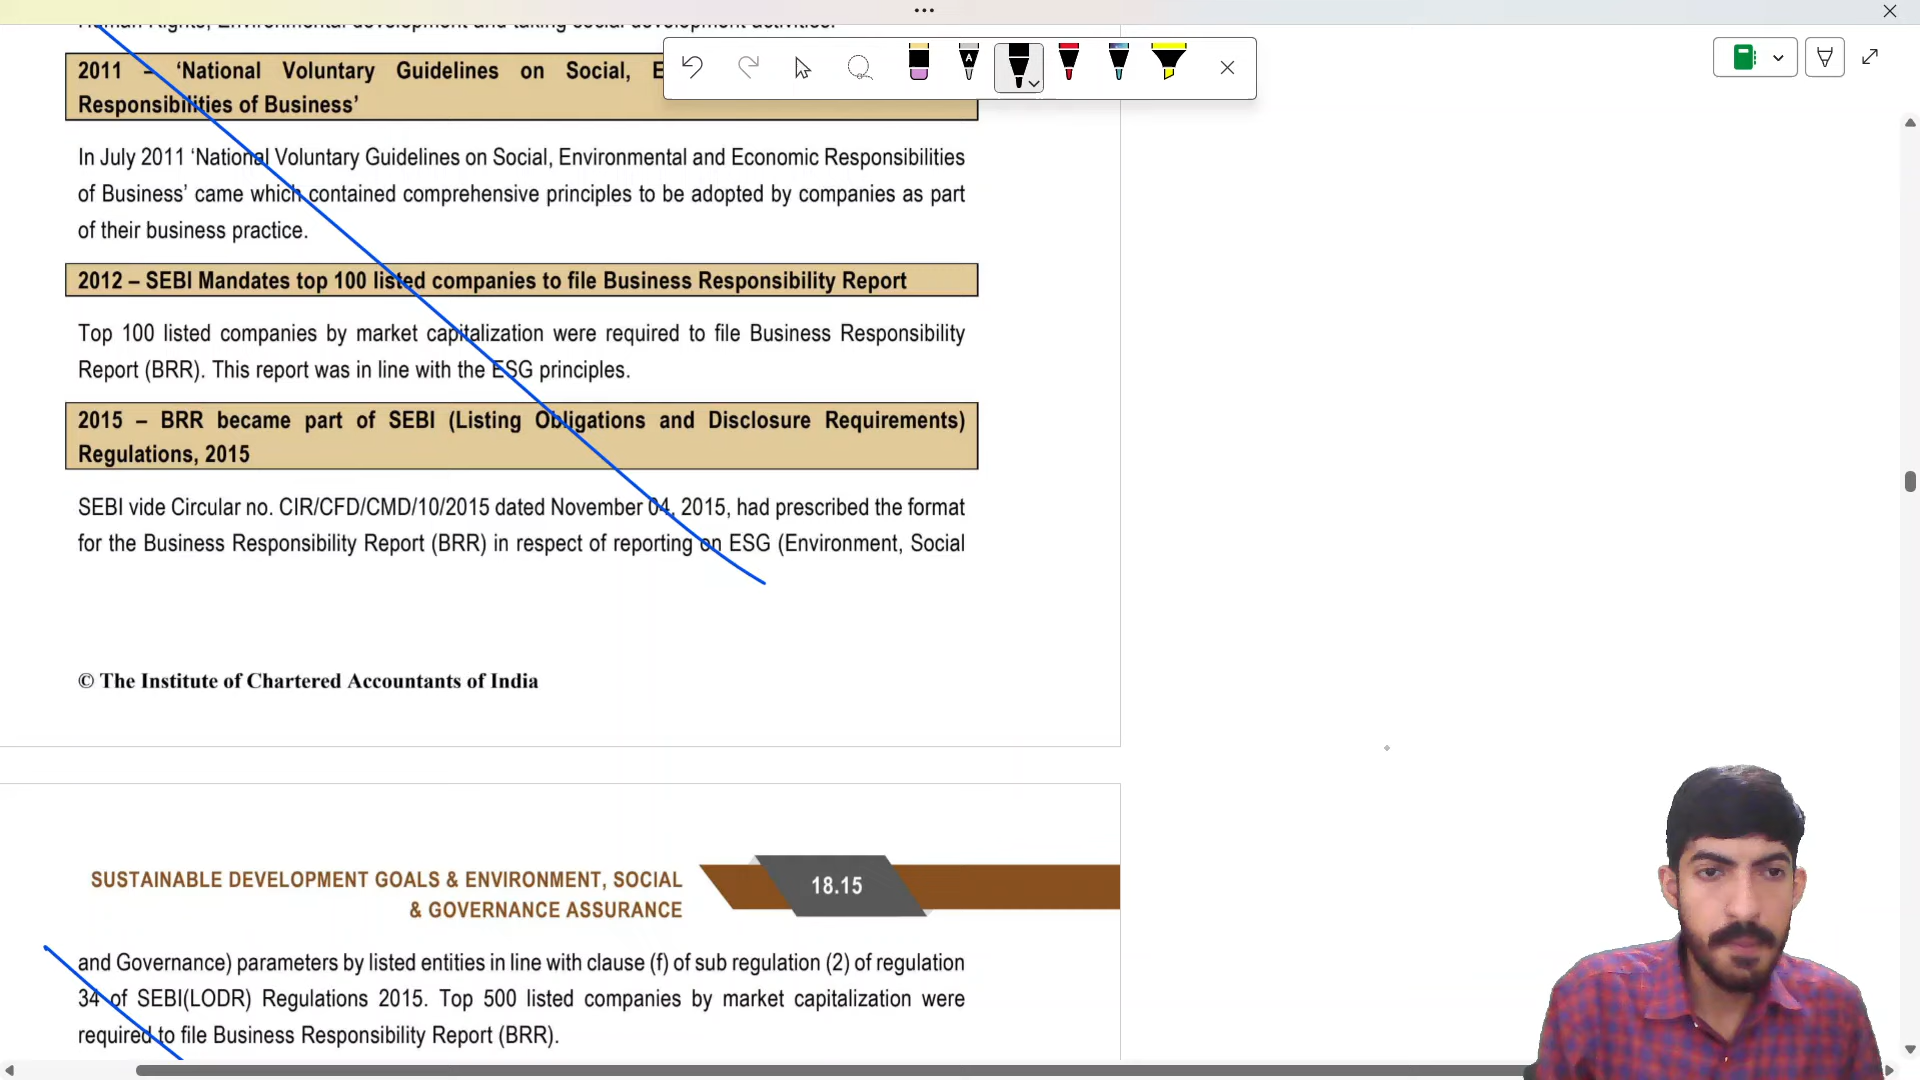 Human Rights, Environmental development and taking social development activities.
2011 – ‘National Voluntary Guidelines on Social, E
Responsibilities of Business’
In July 2011 ‘National Voluntary Guidelines on Social, Environmental and Economic Responsibilities
of Business’ came which contained comprehensive principles to be adopted by companies as part
of their business practice.
2012 – SEBI Mandates top 100 listed companies to file Business Responsibility Report
Top 100 listed companies by market capitalization were required to file Business Responsibility
Report (BRR). This report was in line with the ESG principles.
2015 – BRR became part of SEBI (Listing Obligations and Disclosure Requirements)
Regulations, 2015
SEBI vide Circular no. CIR/CFD/CMD/10/2015 dated November 04, 2015, had prescribed the format
for the Business Responsibility Report (BRR) in respect of reporting on ESG (Environment, Social
© The Institute of Chartered Accountants of India
SUSTAINABLE DEVELOPMENT GOALS & ENVIRONMENT, SOCIAL
& GOVERNANCE ASSURANCE
18.15
and Governance) parameters by listed entities in line with clause (f) of sub regulation (2) of regulation
34 of SEBI(LODR) Regulations 2015. Top 500 listed companies by market capitalization were
required to file Business Responsibility Report (BRR).